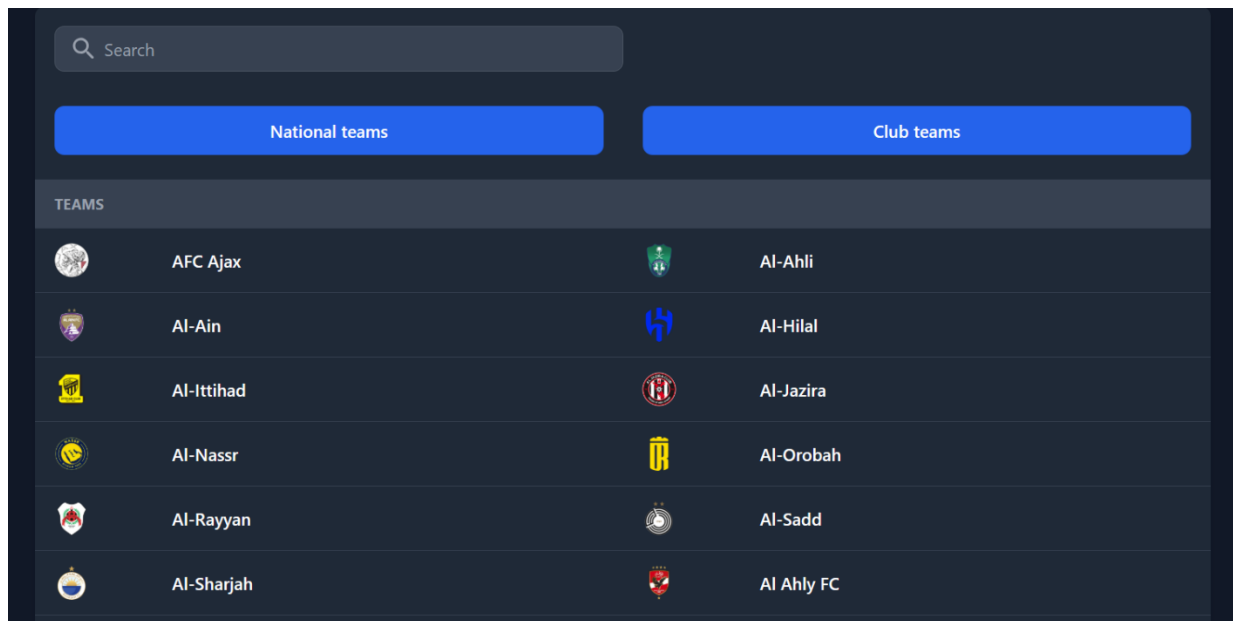 Search
National teams Club teams
TEAMS
AFC Ajax Al-Ahli
Al-Ain Al-Hilal
Al-Ittihad Al-Jazira
Al-Nassr Al-Orobah
Al-Rayyan Al-Sadd
Al-Sharjah Al Ahly FC